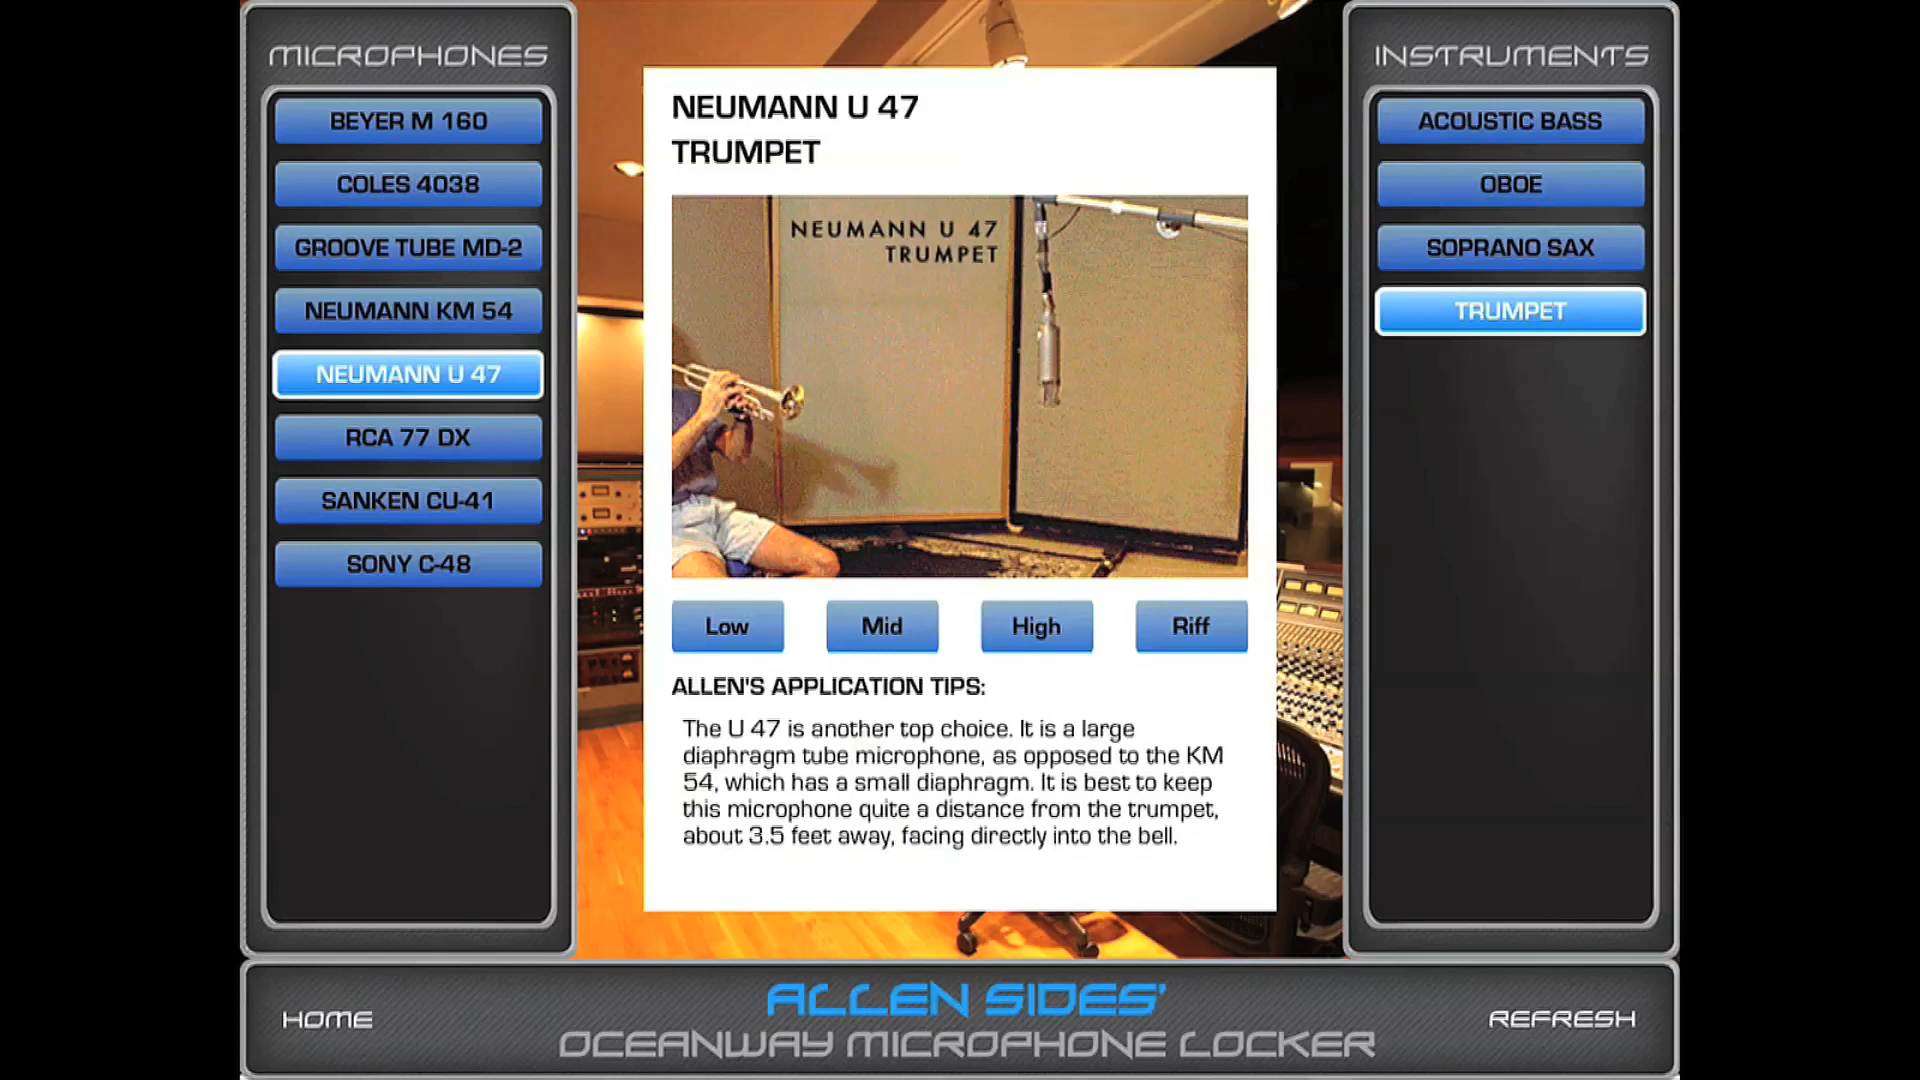 MICROPHONES
BEYER M 160
COLES 4038
GROOVE TUBE MD-2
NEUMANN KM 54
NEUMANN U 47
RCA 77 DX
SANKEN CU-41
SONY C-48
NEUMANN U 47
TRUMPET
NEUMANN U 47
TRUMPET
Low
Mid
High
Riff
ALLEN'S APPLICATION TIPS:
The U 47 is another top choice. It is a large
diaphragm tube microphone, as opposed to the KM
54, which has a small diaphragm. It is best to keep
this microphone quite a distance from the trumpet,
about 3.5 feet away, facing directly into the bell.
INSTRUMENTS
ACOUSTIC BASS
OBOE
SOPRANO SAX
TRUMPET
HOME
ALLEN SIDES'
OCEANWAY MICROPHONE LOCKER
REFRESH